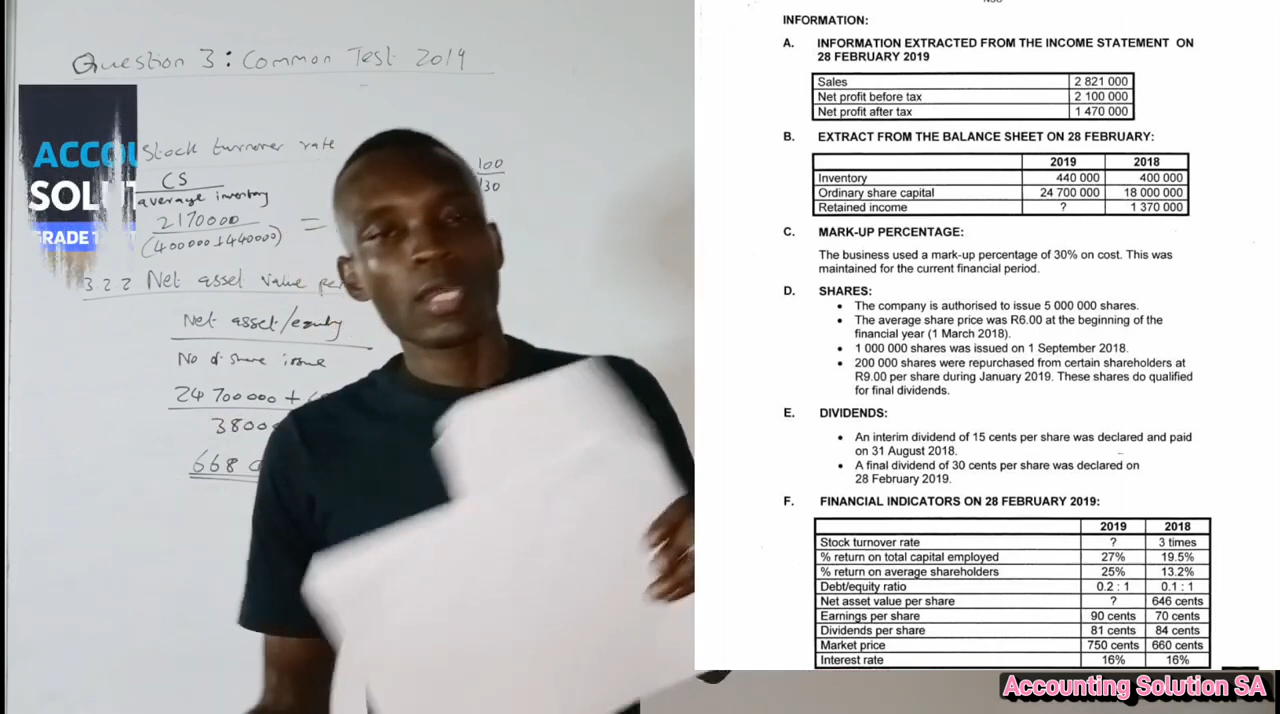 Question 3: Common Test 2019
ACCOU
SOLUT
GRADE
Stock turnover rate
CS
average inventory
2170000
(400000+440000)
=
100
130
3.2.2 Net asset value per
Net asset/equity
No of share issue
24 700000 +
3800
668
INFORMATION:
A. INFORMATION EXTRACTED FROM THE INCOME STATEMENT ON
28 FEBRUARY 2019
Sales 2 821 000
Net profit before tax 2 100 000
Net profit after tax 1 470 000
B. EXTRACT FROM THE BALANCE SHEET ON 28 FEBRUARY:
2019 2018
Inventory 440 000 400 000
Ordinary share capital 24 700 000 18 000 000
Retained income ? 1 370 000
C. MARK-UP PERCENTAGE:
The business used a mark-up percentage of 30% on cost. This was
maintained for the current financial period.
D. SHARES:
• The company is authorised to issue 5 000 000 shares.
• The average share price was R6.00 at the beginning of the
financial year (1 March 2018).
• 1 000 000 shares was issued on 1 September 2018.
• 200 000 shares were repurchased from certain shareholders at
R9.00 per share during January 2019. These shares do qualified
for final dividends.
E. DIVIDENDS:
• An interim dividend of 15 cents per share was declared and paid
on 31 August 2018.
• A final dividend of 30 cents per share was declared on
28 February 2019.
F. FINANCIAL INDICATORS ON 28 FEBRUARY 2019:
2019 2018
Stock turnover rate ? 3 times
% return on total capital employed 27% 19.5%
% return on average shareholders 25% 13.2%
Debt/equity ratio 0.2 : 1 0.1 : 1
Net asset value per share ? 646 cents
Earnings per share 90 cents 70 cents
Dividends per share 81 cents 84 cents
Market price 750 cents 660 cents
Interest rate 16% 16%
Accounting Solution SA